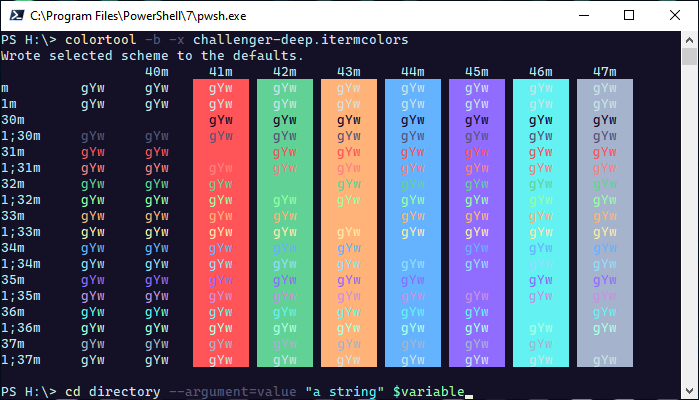 C:\Program Files\PowerShell\7\pwsh.exe
PS H:\> colortool -b -x challenger-deep.itermcolors
Wrote selected scheme to the defaults.
40m 41m 42m 43m 44m 45m 46m 47m
m gYw gYw gYw gYw gYw gYw gYw gYw gYw
1m gYw gYw gYw gYw gYw gYw gYw gYw gYw
30m gYw gYw gYw gYw gYw gYw gYw
1;30m gYw gYw gYw gYw gYw gYw gYw gYw gYw
31m gYw gYw gYw gYw gYw gYw gYw gYw
1;31m gYw gYw gYw gYw gYw gYw gYw gYw gYw
32m gYw gYw gYw gYw gYw gYw gYw gYw
1;32m gYw gYw gYw gYw gYw gYw gYw gYw gYw
33m gYw gYw gYw gYw gYw gYw gYw gYw
1;33m gYw gYw gYw gYw gYw gYw gYw gYw gYw
34m gYw gYw gYw gYw gYw gYw gYw gYw
1;34m gYw gYw gYw gYw gYw gYw gYw gYw gYw
35m gYw gYw gYw gYw gYw gYw gYw gYw
1;35m gYw gYw gYw gYw gYw gYw gYw gYw gYw
36m gYw gYw gYw gYw gYw gYw gYw gYw
1;36m gYw gYw gYw gYw gYw gYw gYw gYw gYw
37m gYw gYw gYw gYw gYw gYw gYw gYw
1;37m gYw gYw gYw gYw gYw gYw gYw gYw gYw
PS H:\> cd directory --argument=value "a string" $variable